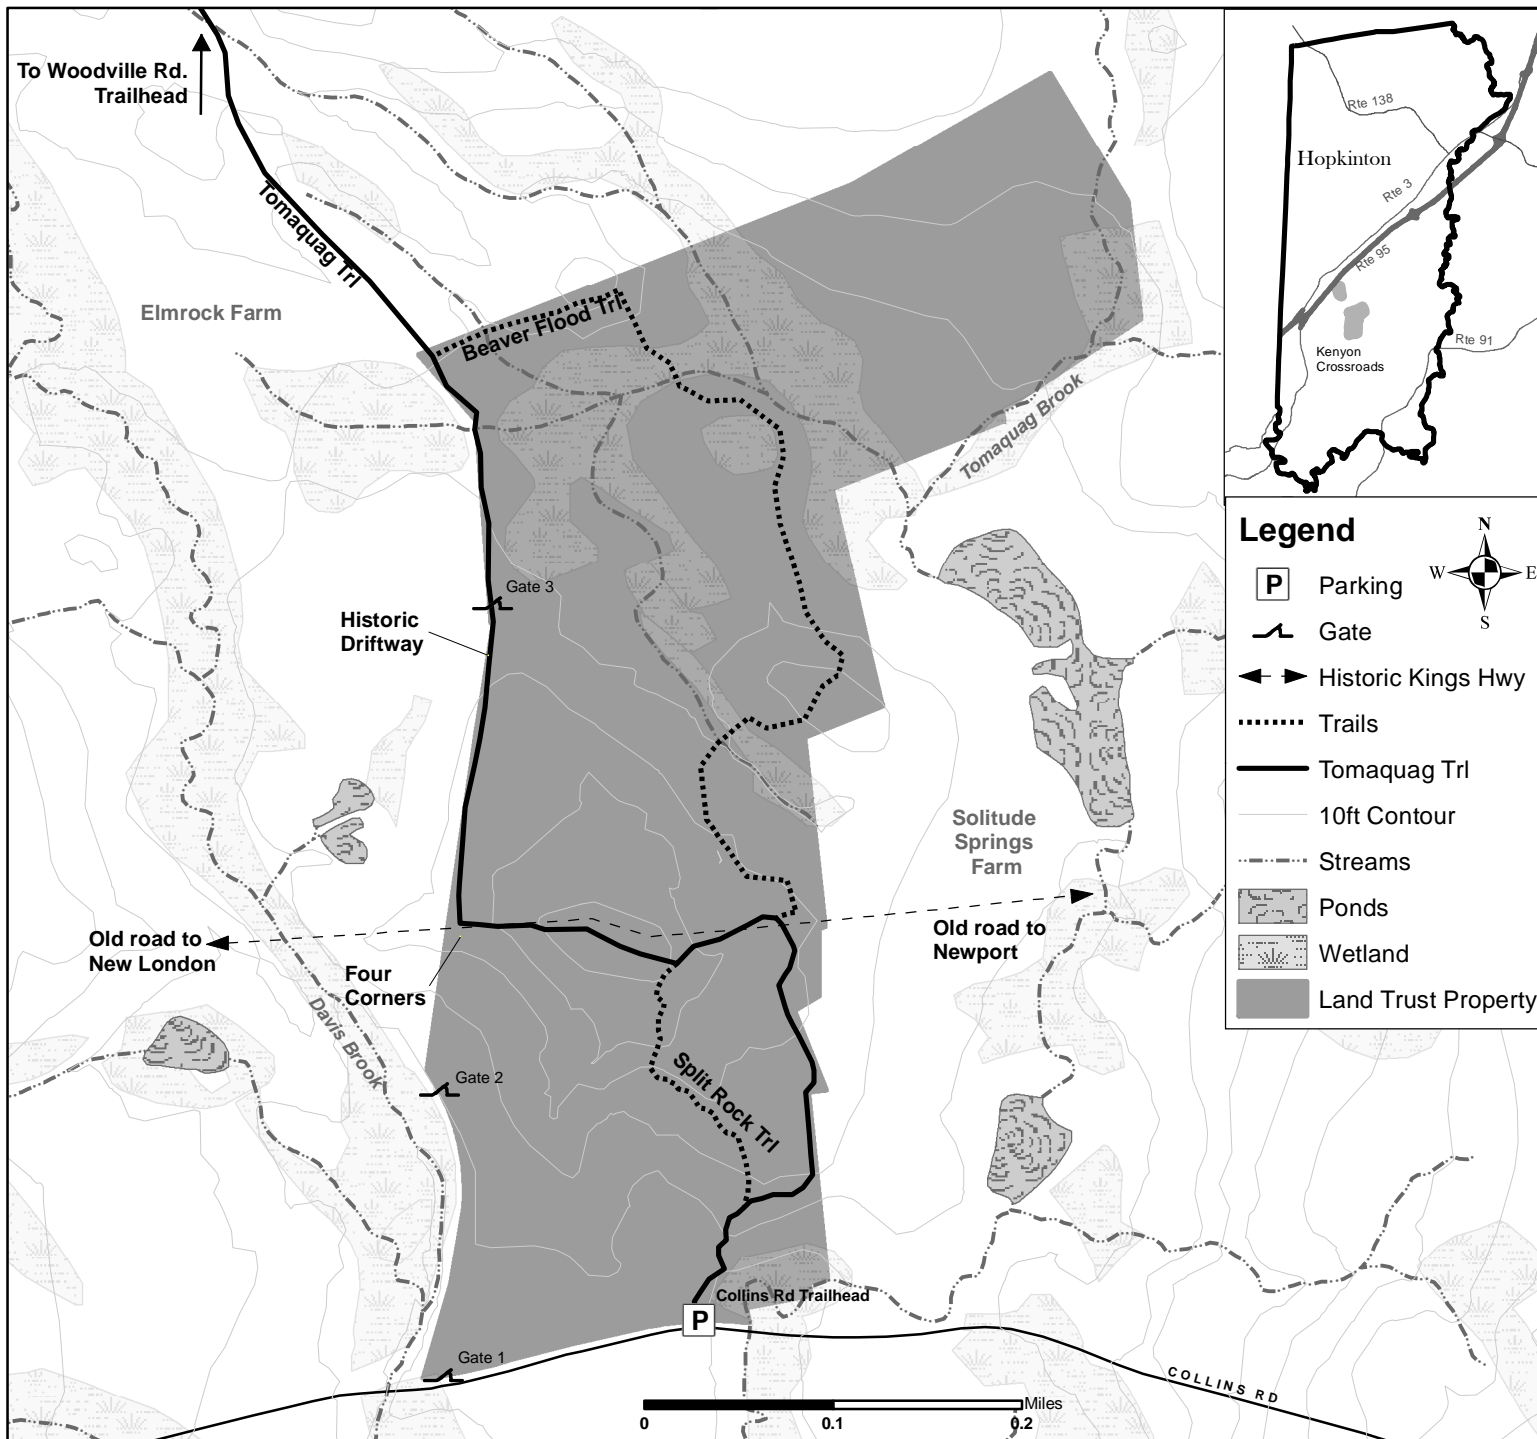 To Woodville Rd.
Trailhead
Tomaquag Trl
Elmrock Farm
Beaver Flood Trl
Tomaquag Brook
Gate 3
Historic
Driftway
Solitude
Springs
Farm
Old road to
New London
Four
Corners
Old road to
Newport
Davis Brook
Gate 2
Split Rock Trl
Collins Rd Trailhead
P
Gate 1
COLLINS RD
Miles
0
0.1
0.2
Rte 138
Hopkinton
Rte 3
Rte 95
Rte 91
Kenyon
Crossroads
Legend
N
W
E
S
P Parking
Gate
Historic Kings Hwy
Trails
Tomaquag Trl
10ft Contour
Streams
Ponds
Wetland
Land Trust Property